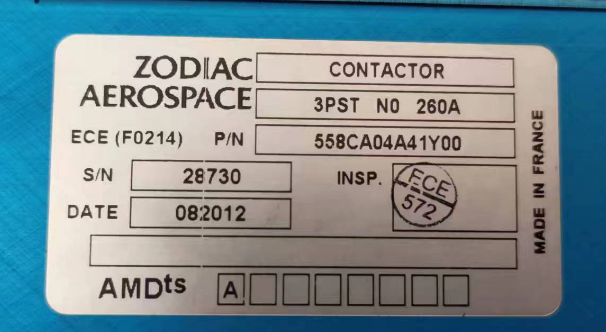 ZODIAC AEROSPACE
CONTACTOR
3PST NO 260A
ECE (F0214) P/N 558CA04A41Y00
S/N 28730 INSP. ECE 572
DATE 082012
AMDts A
MADE IN FRANCE